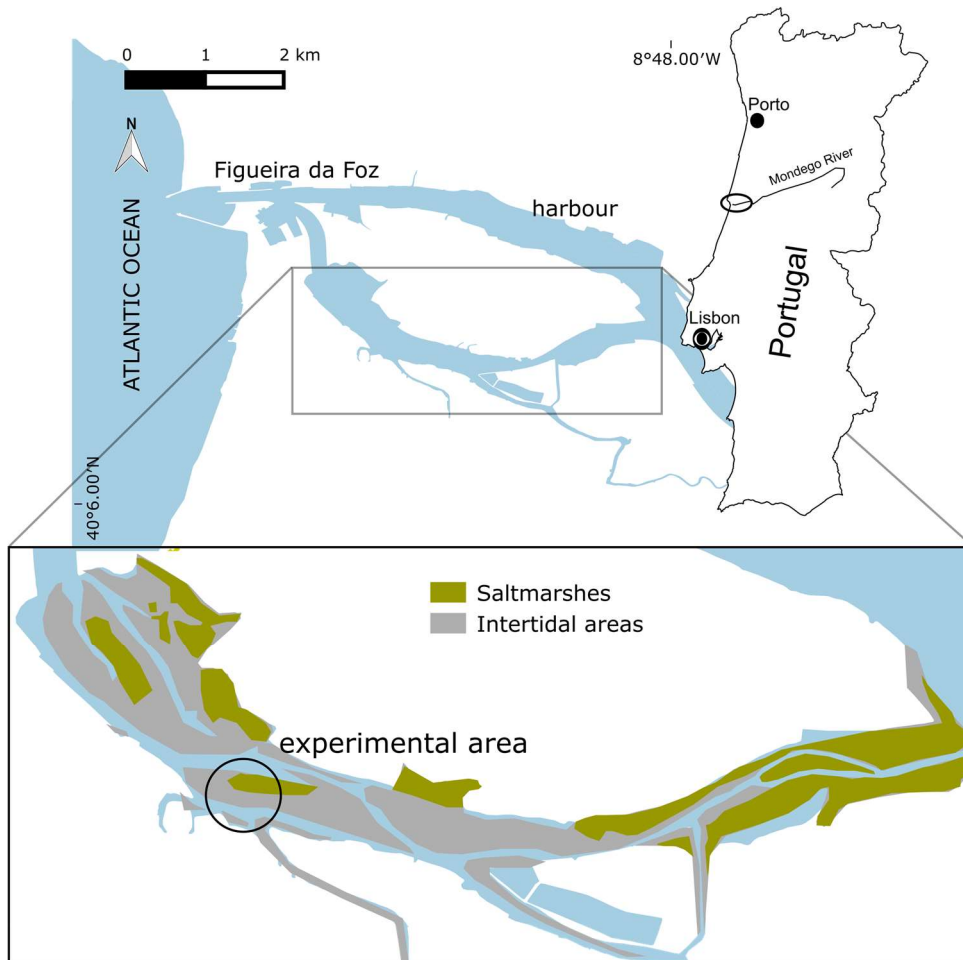 0 1 2 km
8°48.00'W
N
Porto
Figueira da Foz
Mondego River
harbour
ATLANTIC OCEAN
Portugal
Lisbon
40°6.00'N
Saltmarshes
Intertidal areas
experimental area